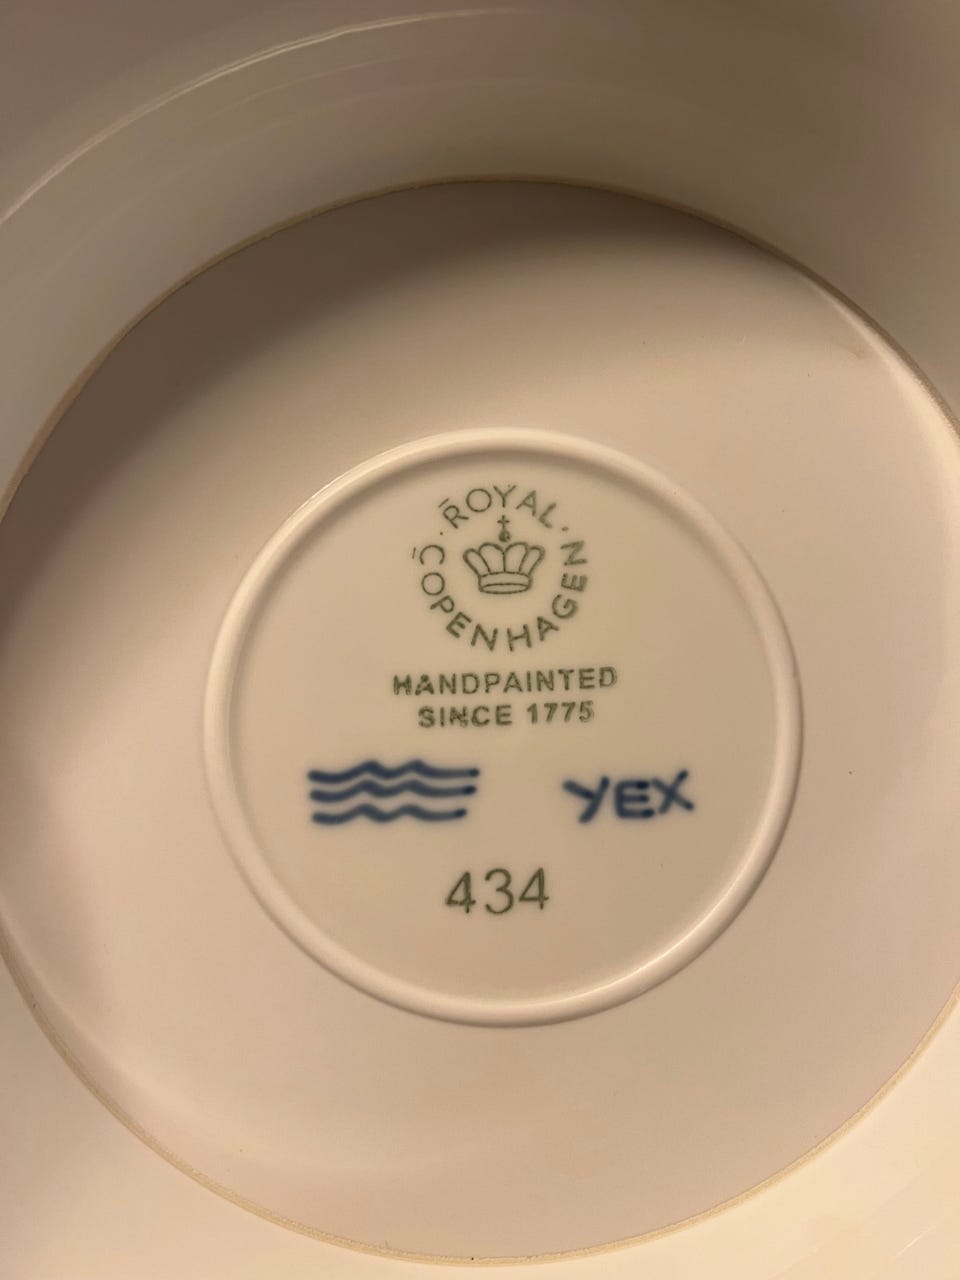 ROYAL
COPENHAGEN
HANDPAINTED
SINCE 1775
YEX
434